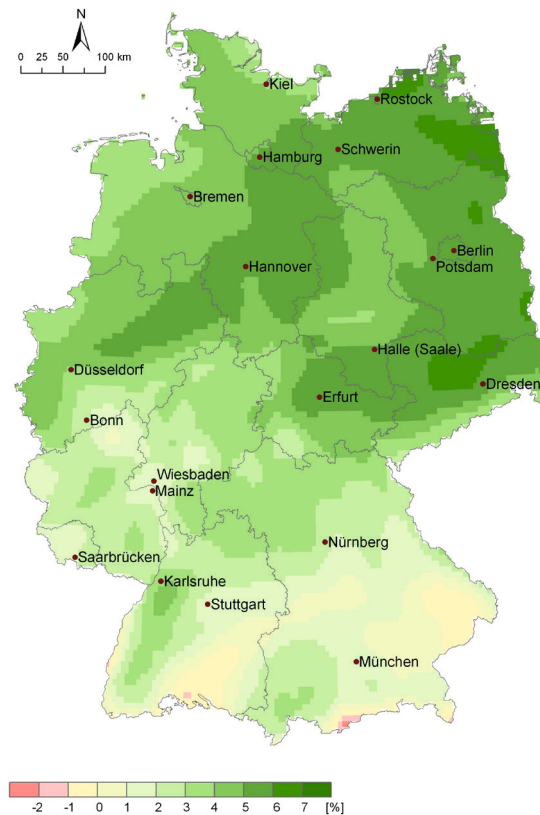 N
0 25 50 100 km
Kiel
Rostock
Hamburg
Schwerin
Bremen
Berlin
Potsdam
Hannover
Halle (Saale)
Düsseldorf
Dresden
Erfurt
Bonn
Wiesbaden
Mainz
Nürnberg
Saarbrücken
Karlsruhe
Stuttgart
München
-2 -1 0 1 2 3 4 5 6 7 [%]